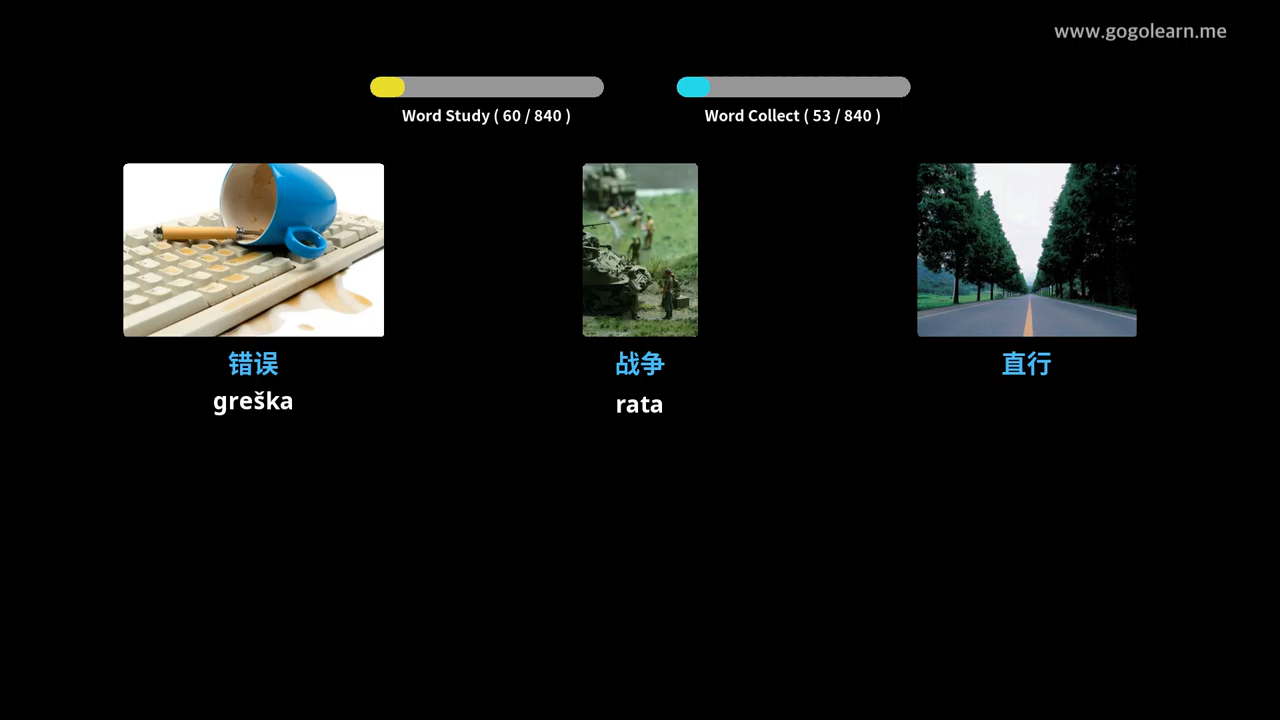 www.gogolearn.me
Word Study ( 60 / 840 )
Word Collect ( 53 / 840 )
错误
战争
直行
greška
rata